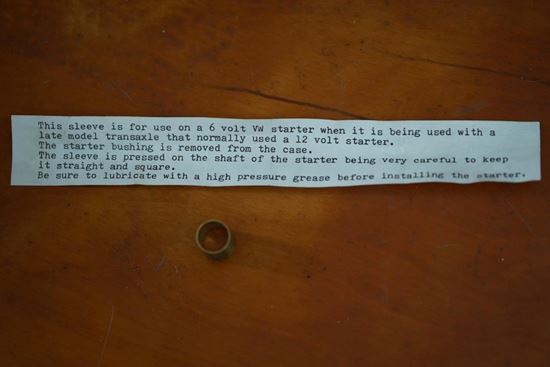 This sleeve is for use on a 6 volt VW starter when it is being used with a
late model transaxle that normally used a 12 volt starter.
The starter bushing is removed from the case.
The sleeve is pressed on the shaft of the starter being very careful to keep
it straight and square.
Be sure to lubricate with a high pressure grease before installing the starter.